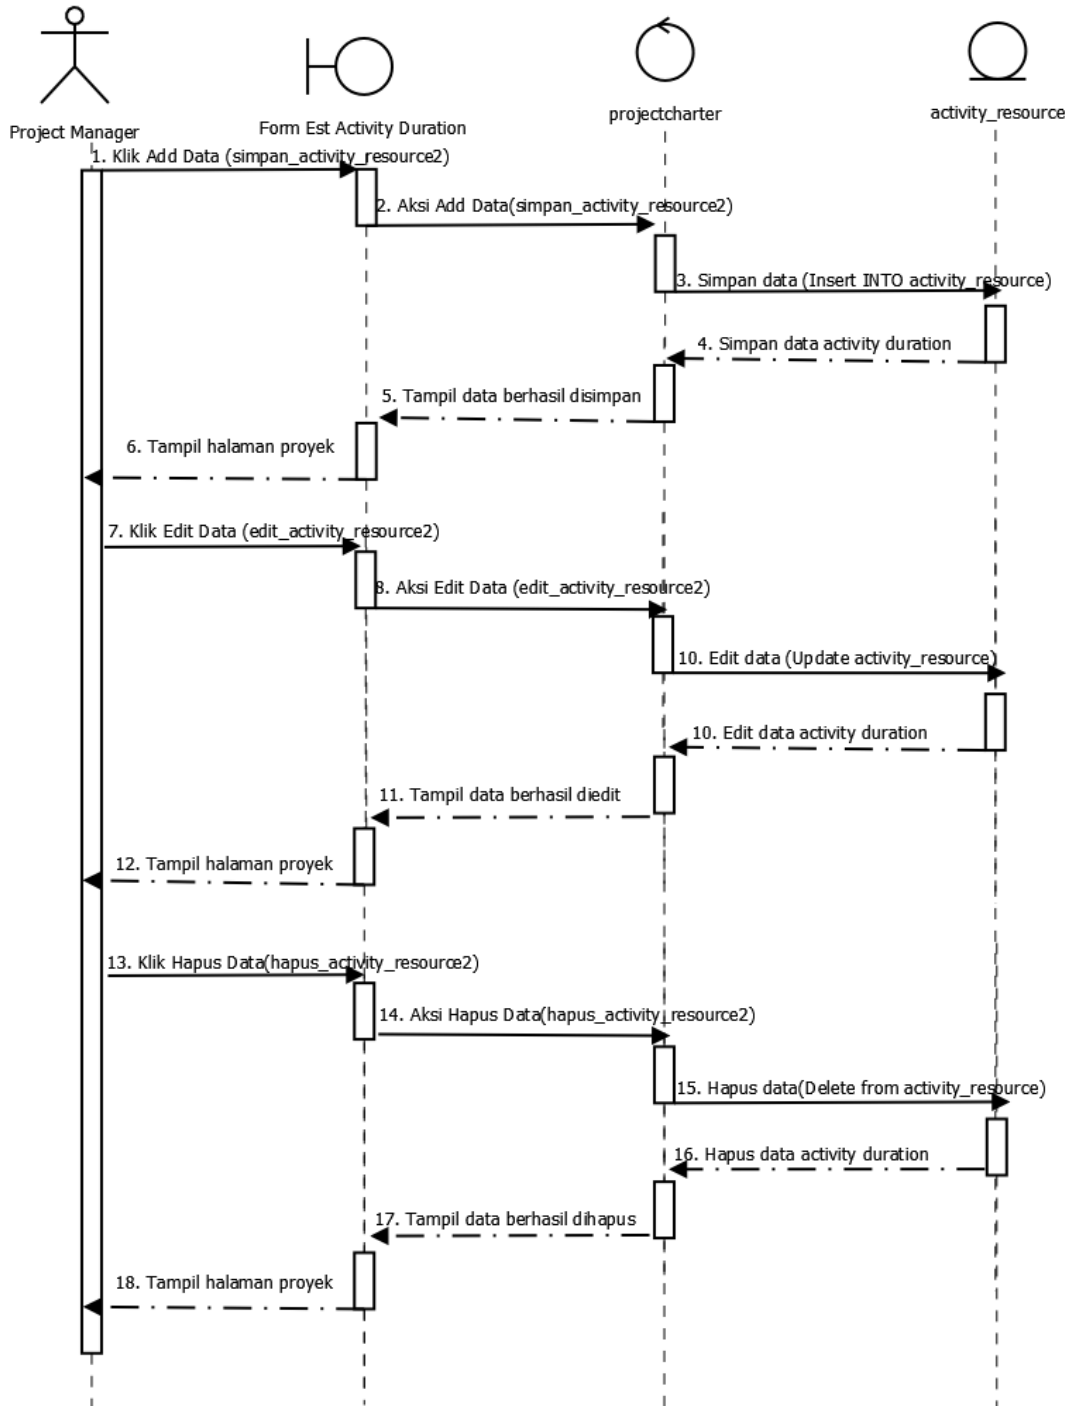 Project Manager
Form Est Activity Duration
projectcharter
activity_resource
1. Klik Add Data (simpan_activity_resource2)
2. Aksi Add Data(simpan_activity_resource2)
3. Simpan data (Insert INTO activity_resource)
4. Simpan data activity duration
5. Tampil data berhasil disimpan
6. Tampil halaman proyek
7. Klik Edit Data (edit_activity_resource2)
8. Aksi Edit Data (edit_activity_resource2)
10. Edit data (Update activity_resource)
10. Edit data activity duration
11. Tampil data berhasil diedit
12. Tampil halaman proyek
13. Klik Hapus Data(hapus_activity_resource2)
14. Aksi Hapus Data(hapus_activity_resource2)
15. Hapus data(Delete from activity_resource)
16. Hapus data activity duration
17. Tampil data berhasil dihapus
18. Tampil halaman proyek